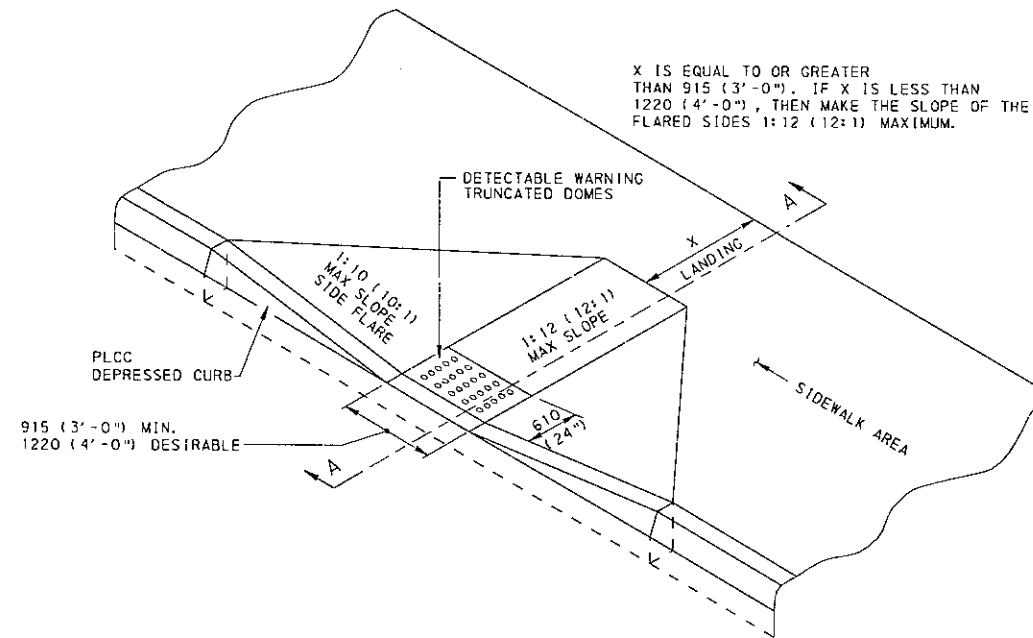 X IS EQUAL TO OR GREATER
THAN 915 (3'-0"). IF X IS LESS THAN
1220 (4'-0"), THEN MAKE THE SLOPE OF THE
FLARED SIDES 1:12 (12:1) MAXIMUM.
DETECTABLE WARNING
TRUNCATED DOMES
A
X
LANDING
1:10 (10:1)
MAX SLOPE
SIDE FLARE
1:12 (12:1)
MAX SLOPE
PLCC
DEPRESSED CURB
SIDEWALK AREA
915 (3'-0") MIN.
1220 (4'-0") DESIRABLE
610
(24")
A